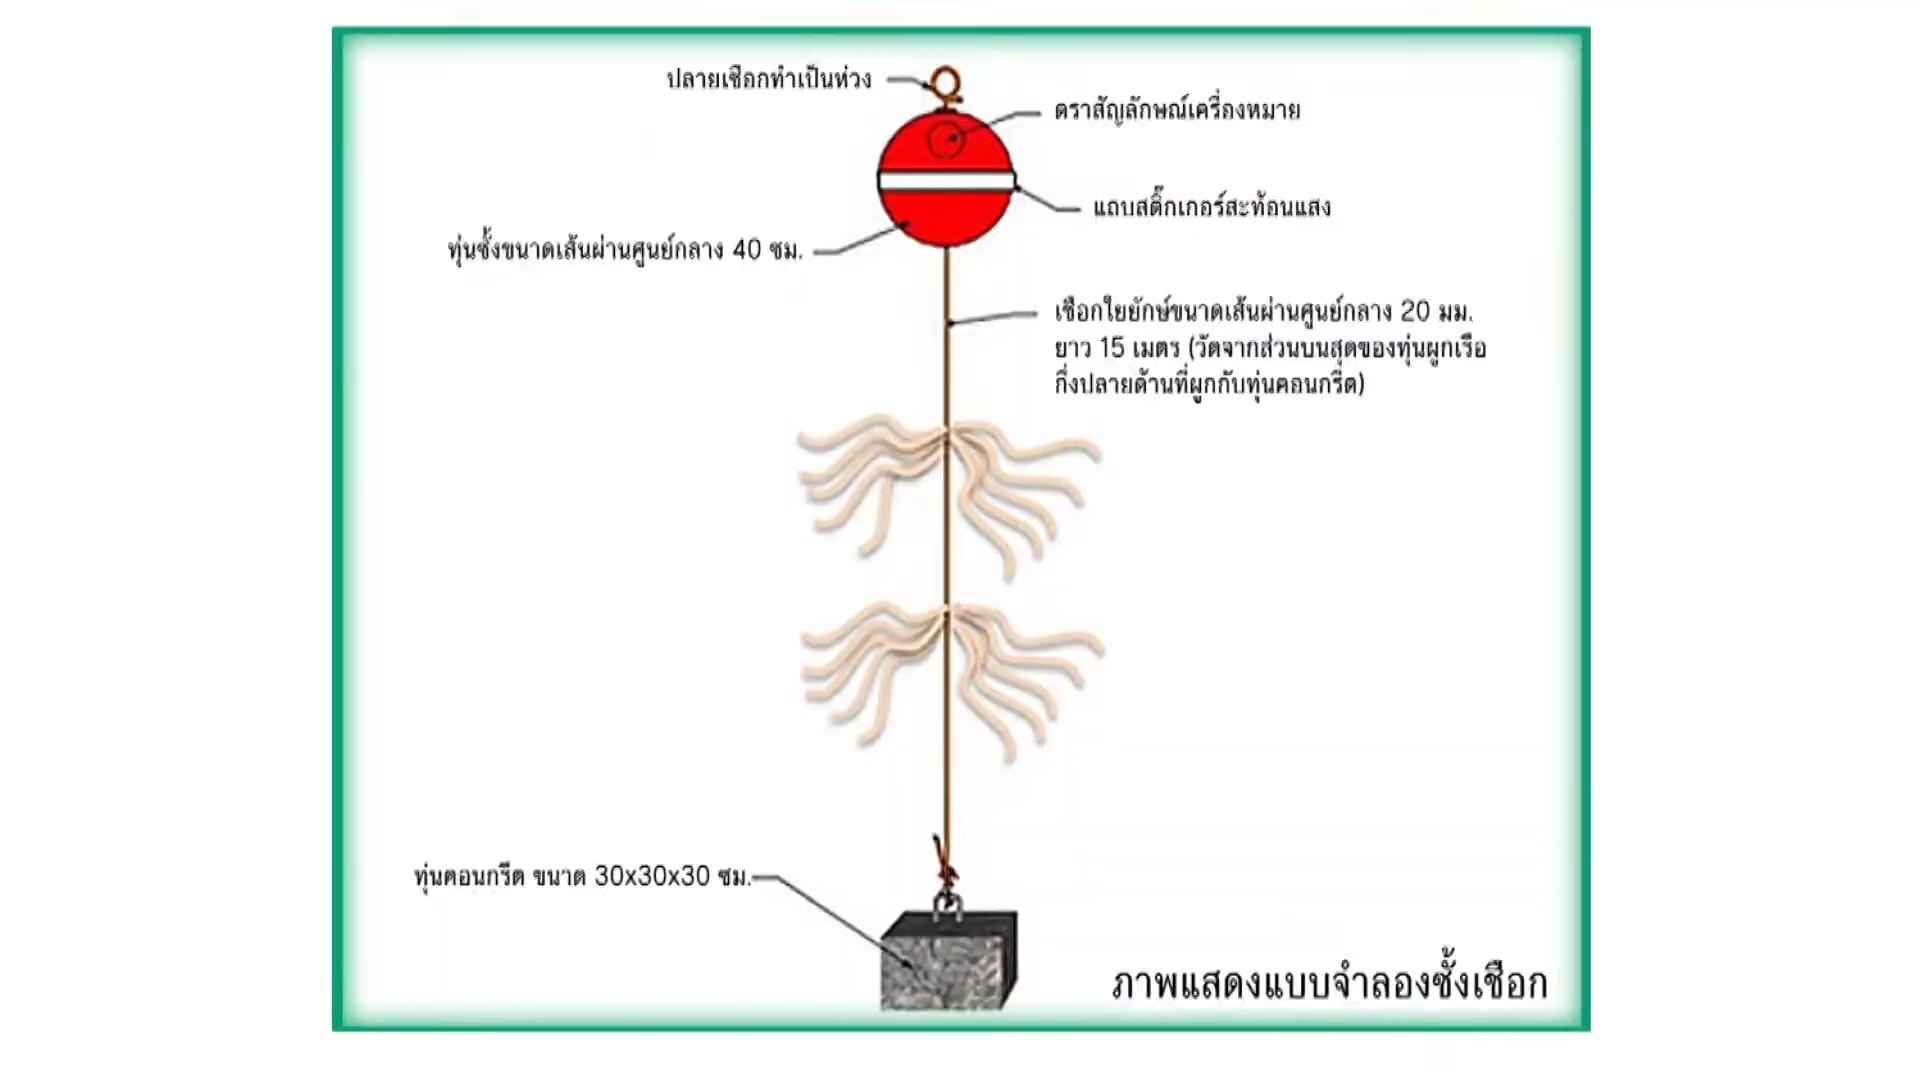 ปลายเชือกทำเป็นห่วง
ตราสัญลักษณ์เครื่องหมาย
แถบสติ๊กเกอร์สะท้อนแสง
ทุ่นซั้งขนาดเส้นผ่านศูนย์กลาง 40 ซม.
เชือกใยยักษ์ขนาดเส้นผ่านศูนย์กลาง 20 มม.
ยาว 15 เมตร (วัดจากส่วนบนสุดของทุ่นผูกเรือ
ถึงปลายด้านที่ผูกกับทุ่นคอนกรีต)
ทุ่นคอนกรีต ขนาด 30x30x30 ซม.
ภาพแสดงแบบจำลองซั้งเชือก